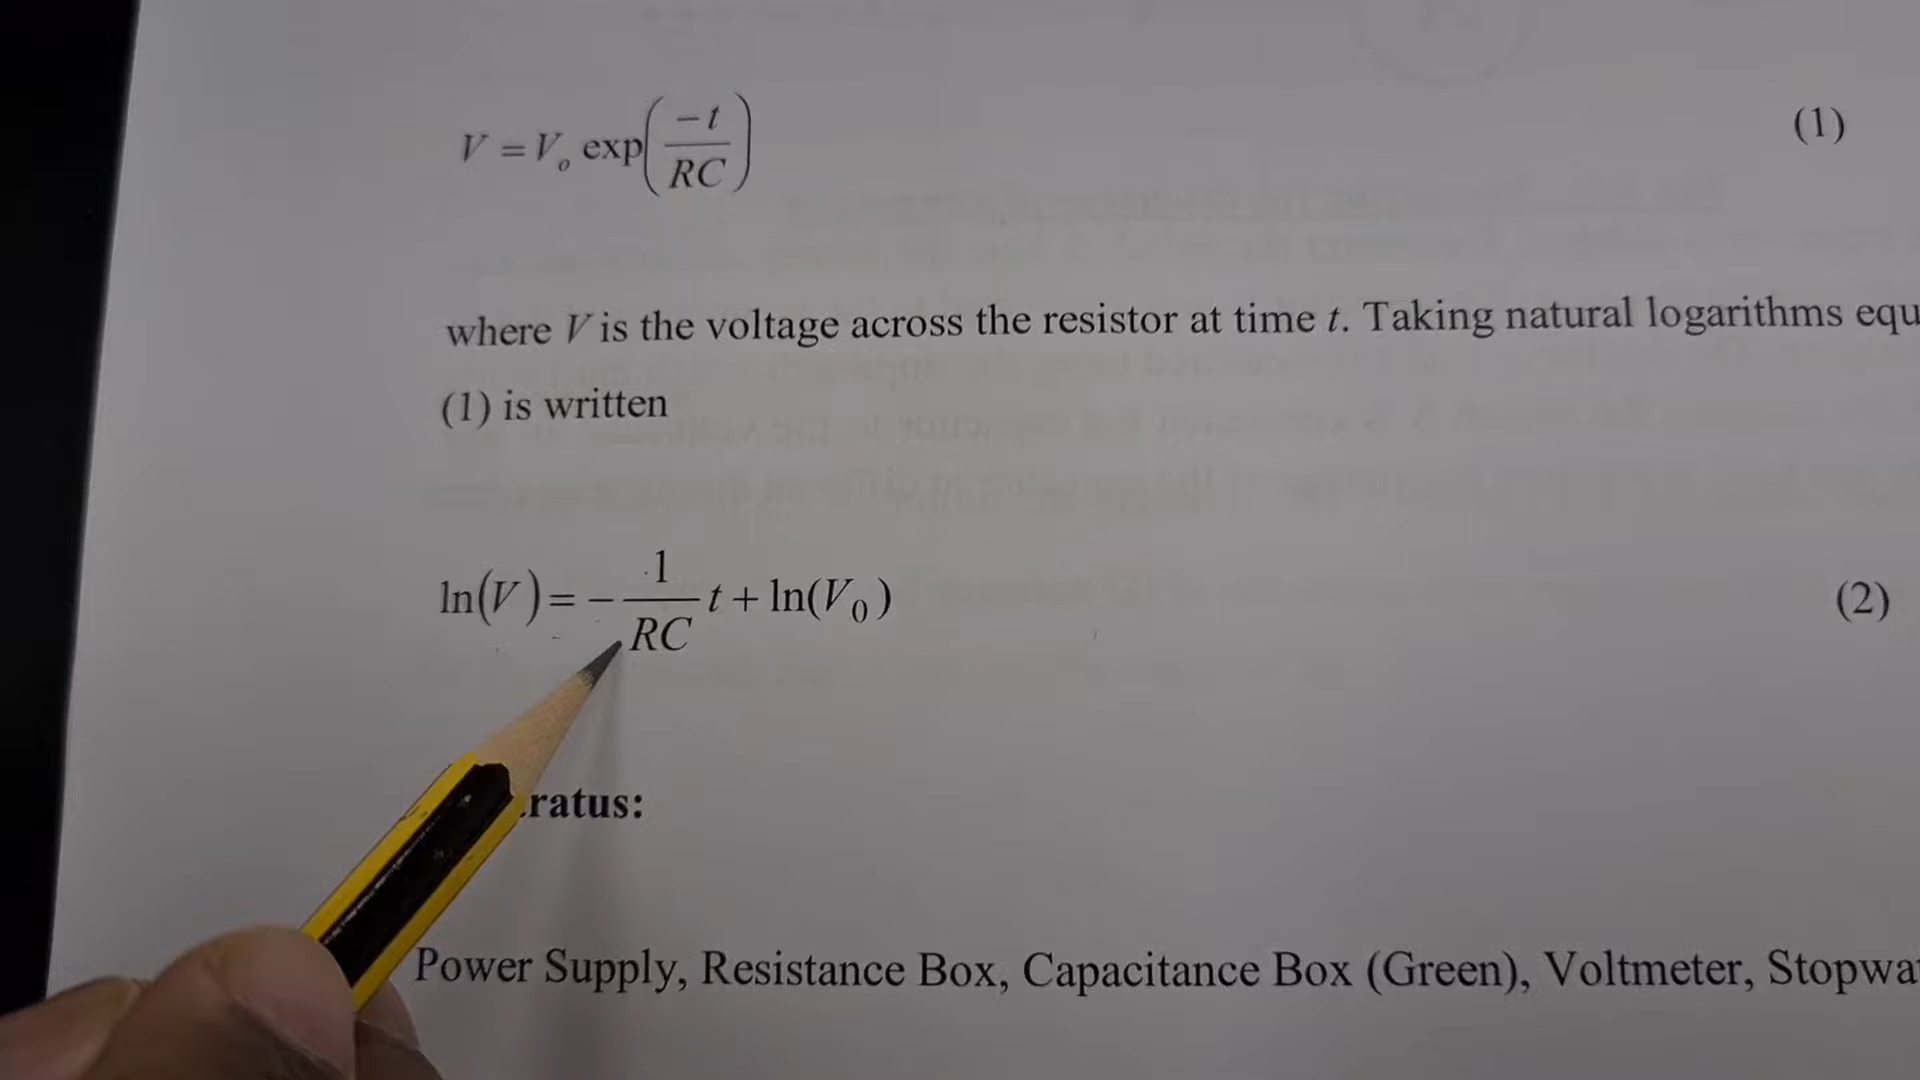 V = V_o exp(-t/RC) (1)
where V is the voltage across the resistor at time t. Taking natural logarithms equ
(1) is written
ln(V) = -1/RC t + ln(V_0) (2)
ratus:
Power Supply, Resistance Box, Capacitance Box (Green), Voltmeter, Stopwa